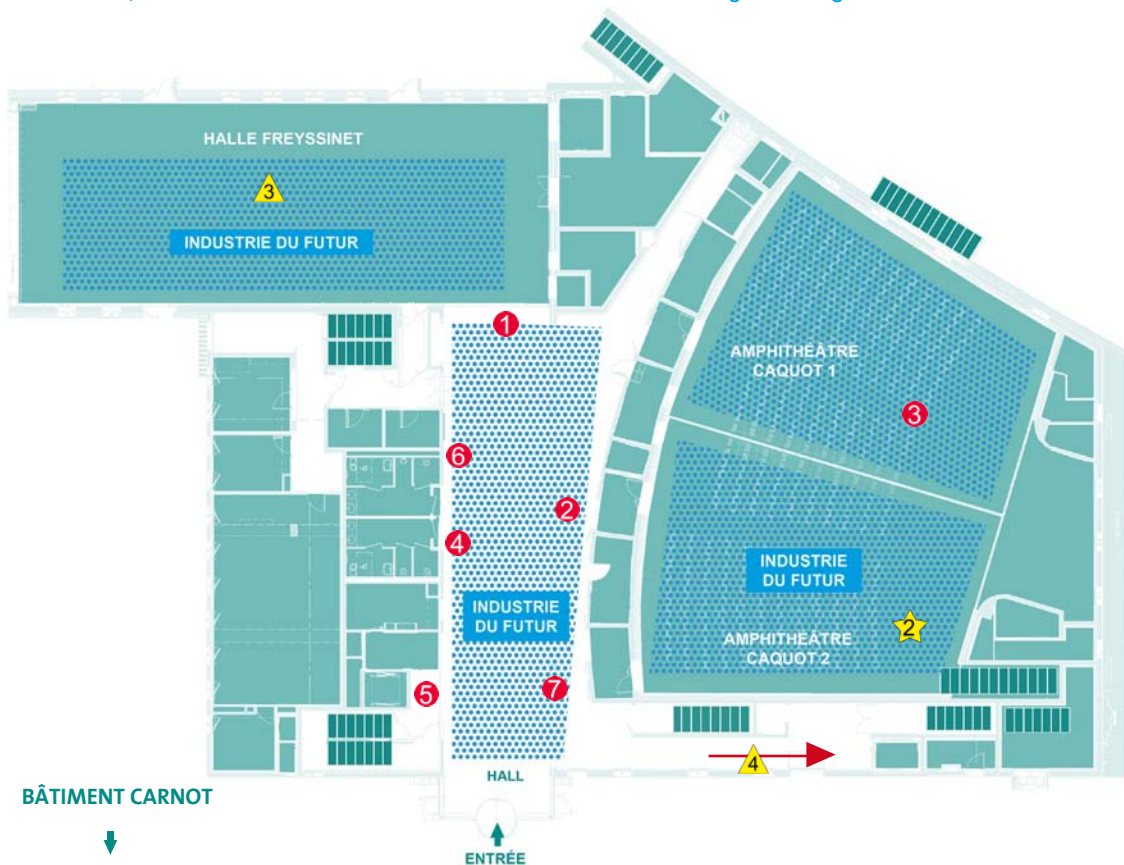 HALLE FREYSSINET
3
INDUSTRIE DU FUTUR
1
AMPHITHÉÂTRE
CAQUOT 1
3
6
2
4
INDUSTRIE
DU FUTUR
INDUSTRIE
DU FUTUR
2
AMPHITHÉÂTRE
CAQUOT 2
5
7
4
HALL
BÂTIMENT CARNOT
ENTRÉE